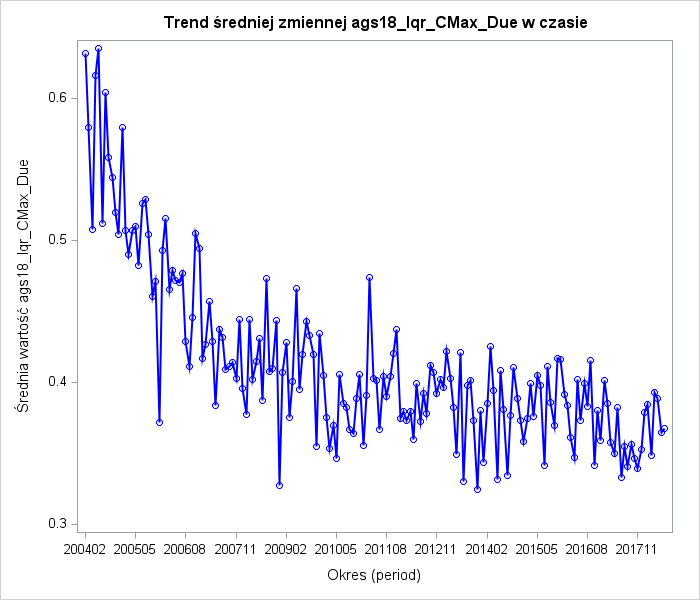 Trend średniej zmiennej ags18_Iqr_CMax_Due w czasie
Średnia wartość ags18_Iqr_CMax_Due
0.6
0.5
0.4
0.3
200402 200505 200608 200711 200902 201005 201108 201211 201402 201505 201608 201711
Okres (period)